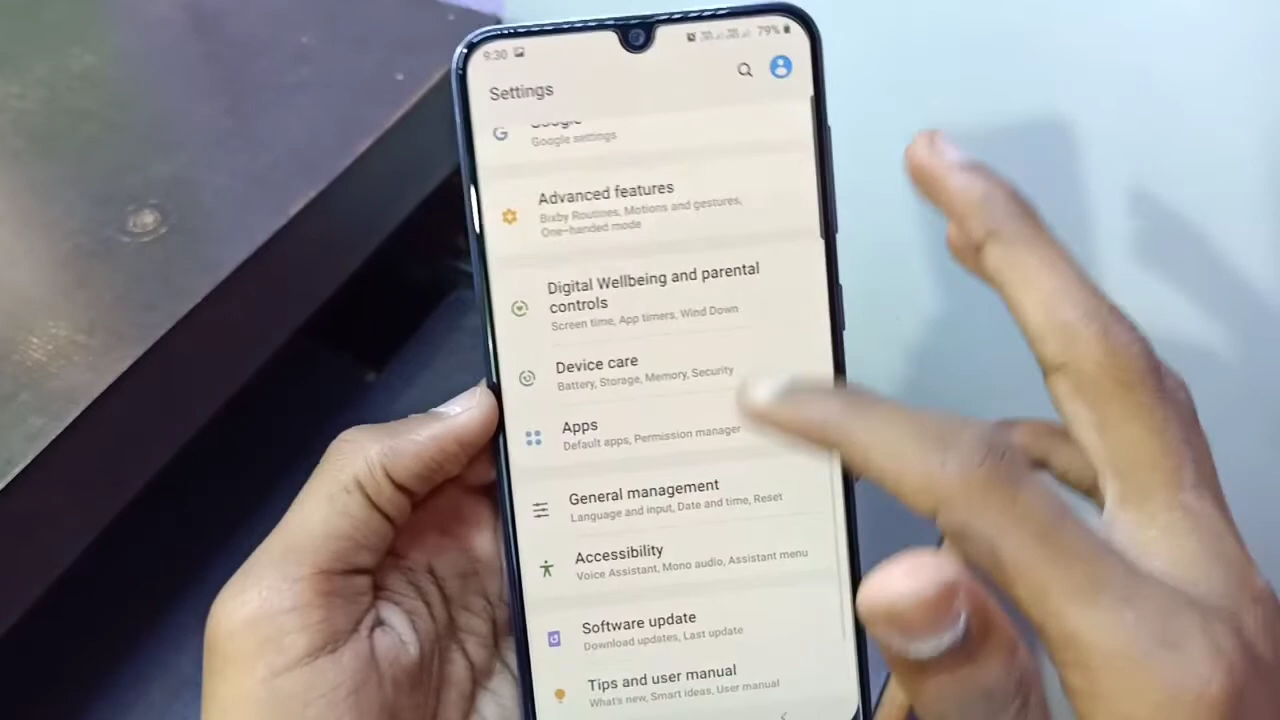 9:30
79%
Settings
Google
Google settings
Advanced features
Bixby Routines, Motions and gestures,
One-handed mode
Digital Wellbeing and parental
controls
Screen time, App timers, Wind Down
Device care
Battery, Storage, Memory, Security
Apps
Default apps, Permission manager
General management
Language and input, Date and time, Reset
Accessibility
Voice Assistant, Mono audio, Assistant menu
Software update
Download updates, Last update
Tips and user manual
What's new, Smart ideas, User manual